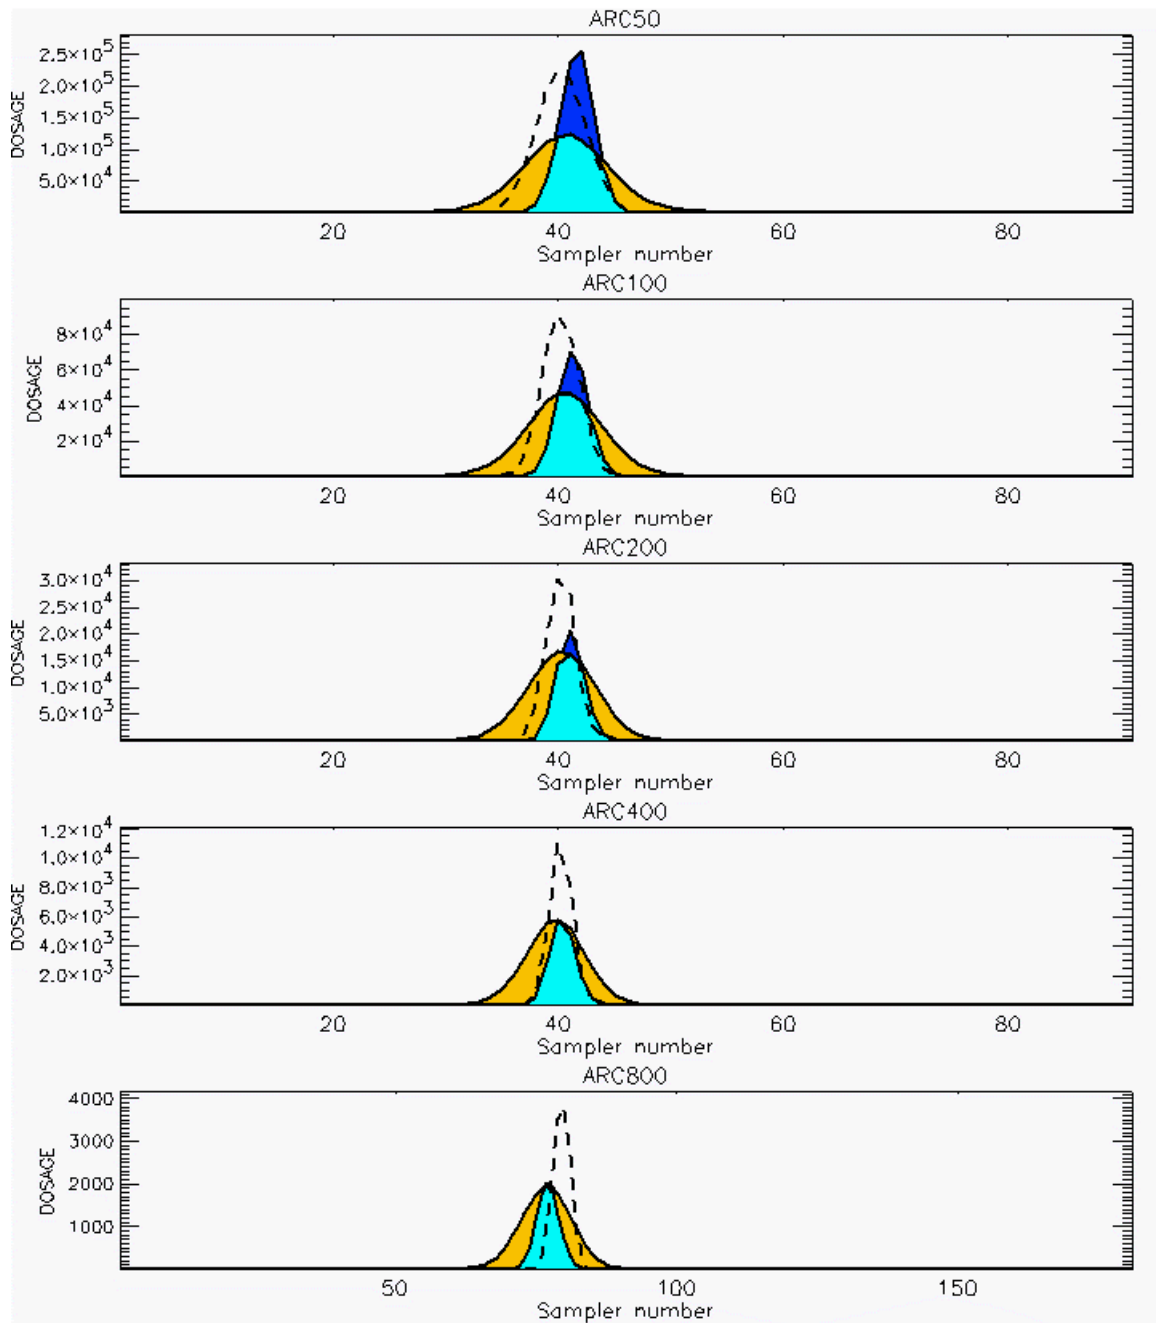 ARC50
2.5×10⁵
2.0×10⁵
1.5×10⁵
1.0×10⁵
5.0×10⁴
DOSAGE
20 40 60 80
Sampler number
ARC100
8×10⁴
6×10⁴
4×10⁴
2×10⁴
DOSAGE
20 40 60 80
Sampler number
ARC200
3.0×10⁴
2.5×10⁴
2.0×10⁴
1.5×10⁴
1.0×10⁴
5.0×10³
DOSAGE
20 40 60 80
Sampler number
ARC400
1.2×10⁴
1.0×10⁴
8.0×10³
6.0×10³
4.0×10³
2.0×10³
DOSAGE
20 40 60 80
Sampler number
ARC800
4000
3000
2000
1000
DOSAGE
50 100 150
Sampler number